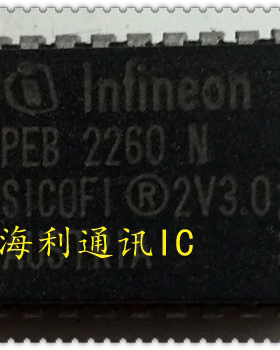 Infineon
PEB 2260 N
SICOFI®2V3.0
海利通讯IC